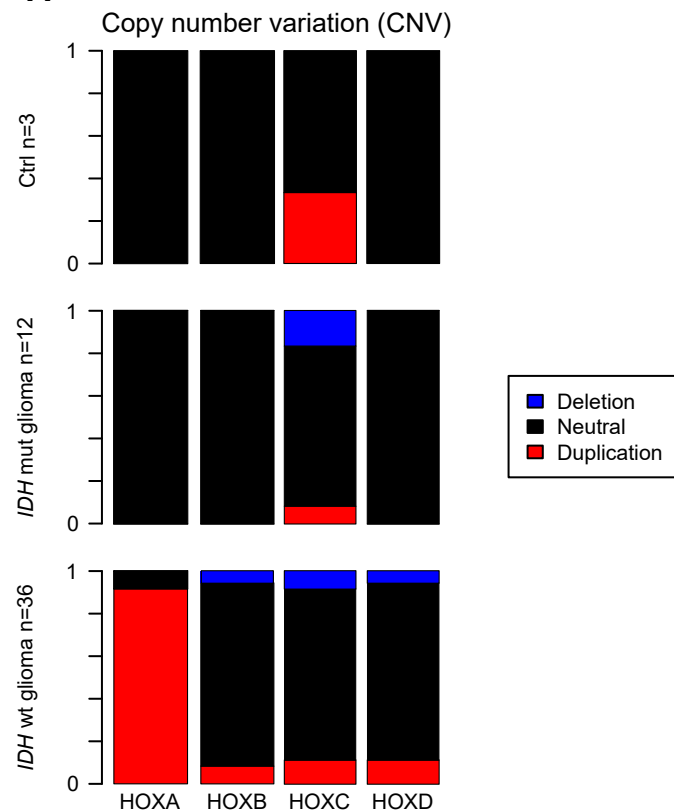 Copy number variation (CNV)
1
0
Ctrl n=3
1
0
IDH mut glioma n=12
Deletion
Neutral
Duplication
1
0
IDH wt glioma n=36
HOXA HOXB HOXC HOXD